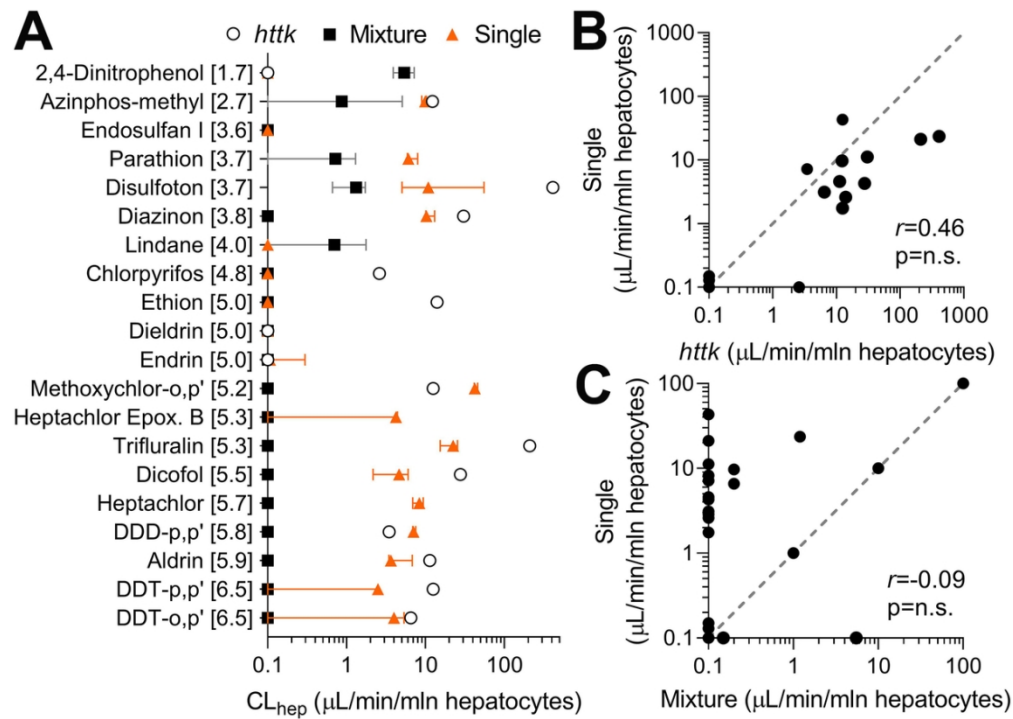 A
httk Mixture Single
2,4-Dinitrophenol [1.7]
Azinphos-methyl [2.7]
Endosulfan I [3.6]
Parathion [3.7]
Disulfoton [3.7]
Diazinon [3.8]
Lindane [4.0]
Chlorpyrifos [4.8]
Ethion [5.0]
Dieldrin [5.0]
Endrin [5.0]
Methoxychlor-o,p' [5.2]
Heptachlor Epox. B [5.3]
Trifluralin [5.3]
Dicofol [5.5]
Heptachlor [5.7]
DDD-p,p' [5.8]
Aldrin [5.9]
DDT-p,p' [6.5]
DDT-o,p' [6.5]
0.1 1 10 100
CLhep (μL/min/mln hepatocytes)
B
Single
(μL/min/mln hepatocytes)
1000
100
10
1
0.1
r=0.46
p=n.s.
0.1 1 10 100 1000
httk (μL/min/mln hepatocytes)
C
Single
(μL/min/mln hepatocytes)
100
10
1
0.1
r=-0.09
p=n.s.
0.1 1 10 100
Mixture (μL/min/mln hepatocytes)